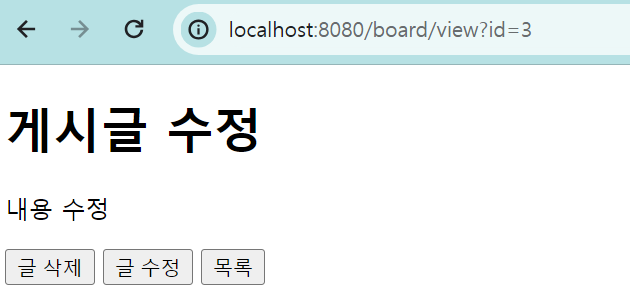 localhost:8080/board/view?id=3
게시글 수정
내용 수정
글 삭제 글 수정 목록